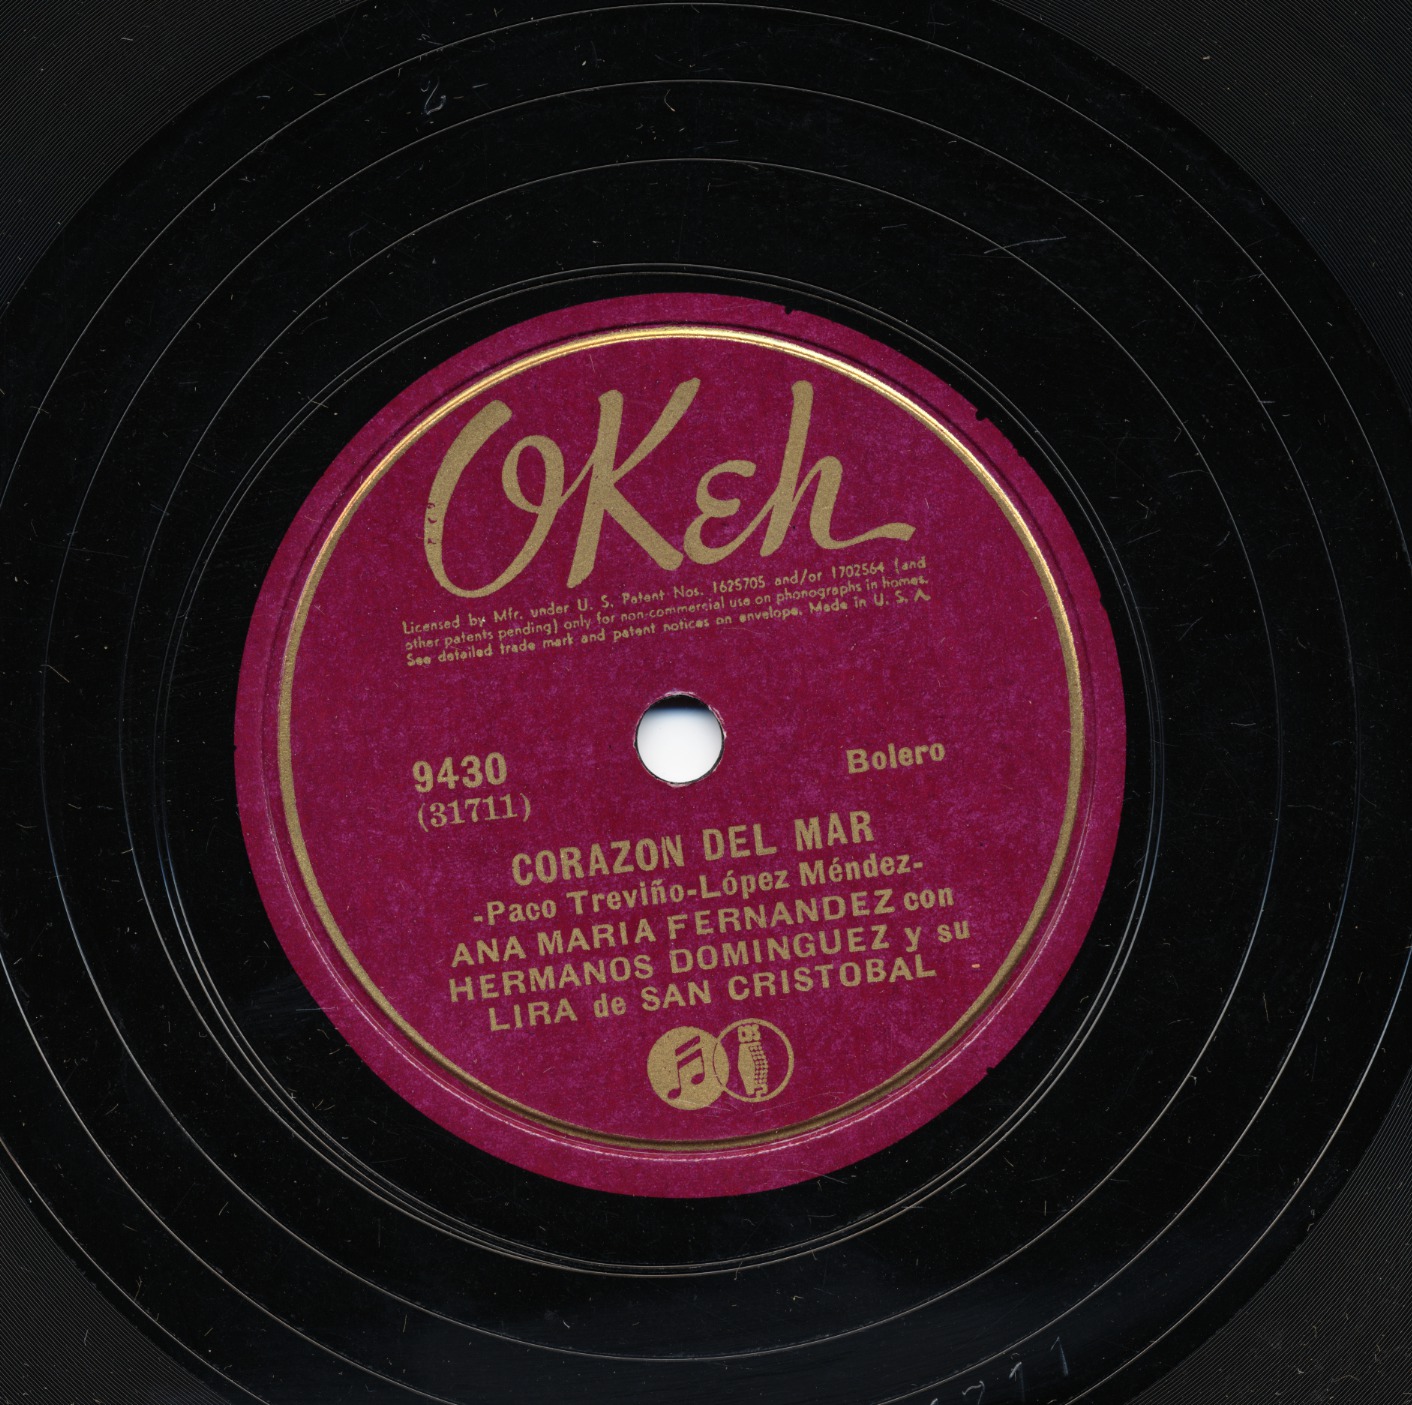 OKeh
Licensed by Mfr. under U. S. Patent Nos. 1625705 and/or 1702564 (and
other patents pending) only for non-commercial use on phonographs in homes.
See detailed trade mark and patent notices on envelope. Made in U. S. A.
9430
Bolero
(31711)
CORAZON DEL MAR
-Paco Treviño-López Méndez-
ANA MARIA FERNANDEZ con
HERMANOS DOMINGUEZ y su
LIRA de SAN CRISTOBAL
CBS